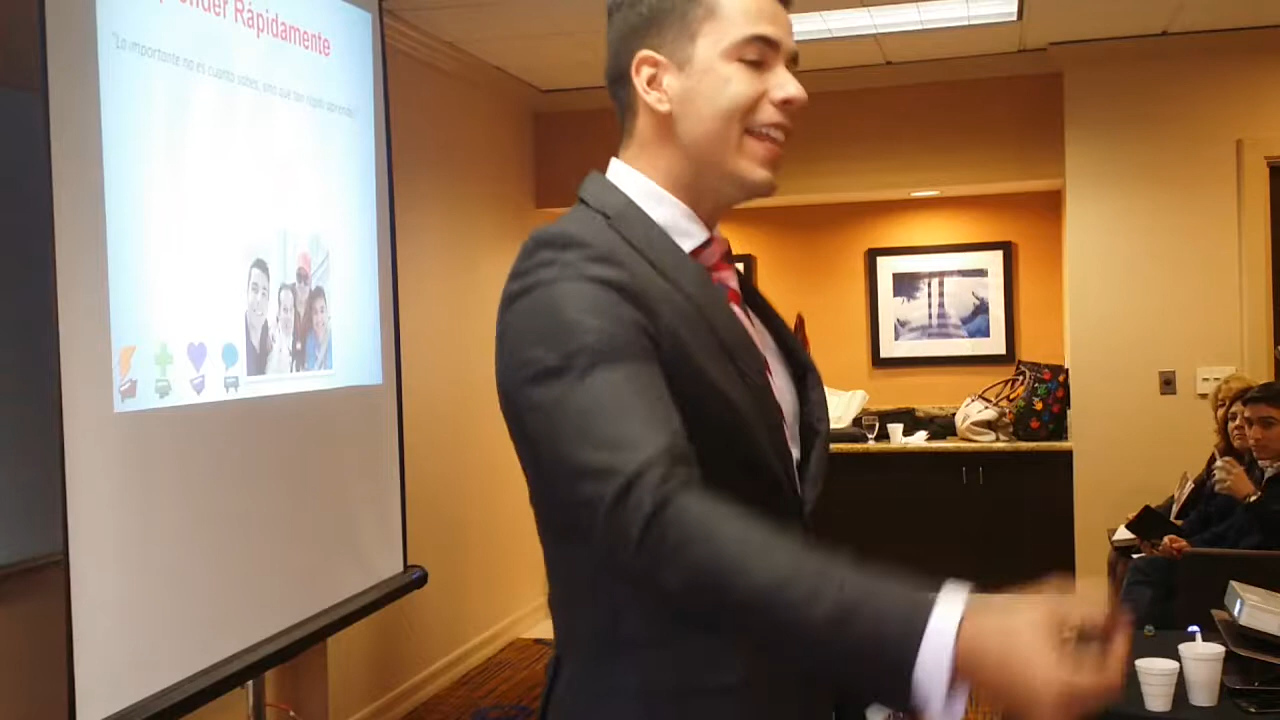 Rápidamente
"Lo importante no es cuanto sabes, sino que tan rápido aprendes"